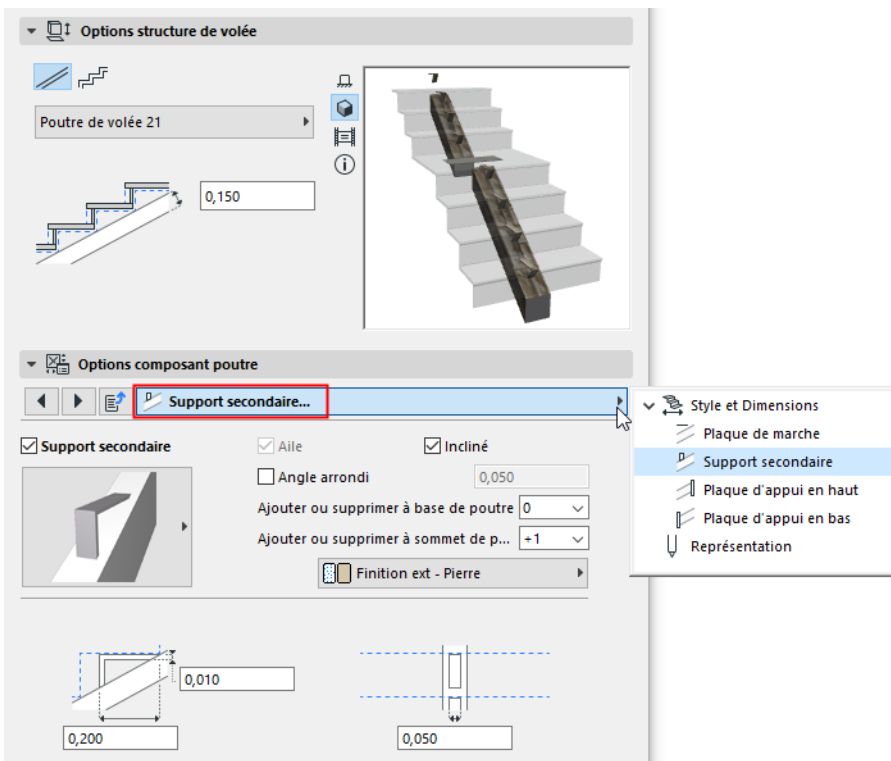 Options structure de volée
Poutre de volée 21
0,150
Options composant poutre
Support secondaire...
Style et Dimensions
Plaque de marche
Support secondaire
Plaque d'appui en haut
Plaque d'appui en bas
Représentation
Support secondaire
Aile
Incliné
Angle arrondi
0,050
Ajouter ou supprimer à base de poutre
0
Ajouter ou supprimer à sommet de p...
+1
Finition ext - Pierre
0,010
0,200
0,050